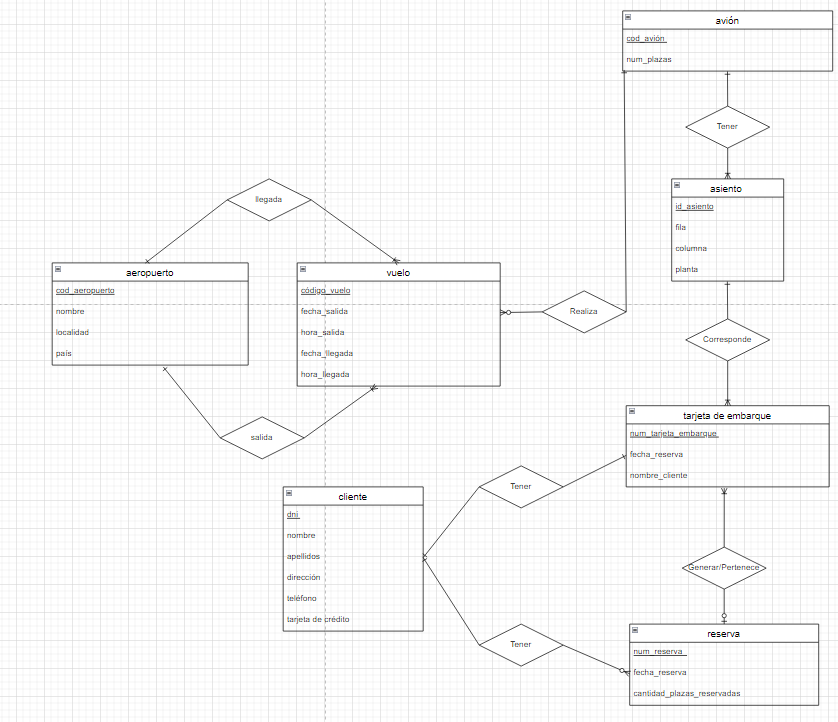 avión
cod_avión
num_plazas
Tener
asiento
id_asiento
fila
columna
planta
llegada
aeropuerto
cod_aeropuerto
nombre
localidad
país
vuelo
código_vuelo
fecha_salida
hora_salida
fecha_llegada
hora_llegada
Realiza
Corresponde
salida
tarjeta de embarque
num_tarjeta_embarque
fecha_reserva
nombre_cliente
Tener
cliente
dni
nombre
apellidos
dirección
teléfono
tarjeta de crédito
Generar/Pertenece
Tener
reserva
num_reserva
fecha_reserva
cantidad_plazas_reservadas